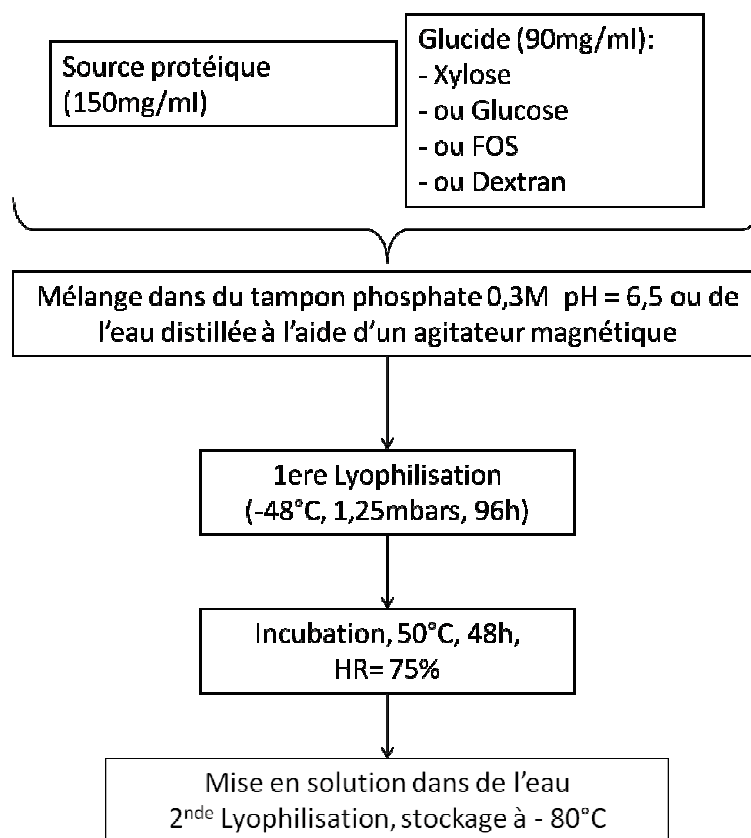 Source protéique
(150mg/ml)
Glucide (90mg/ml):
- Xylose
- ou Glucose
- ou FOS
- ou Dextran
Mélange dans du tampon phosphate 0,3M pH = 6,5 ou de
l'eau distillée à l'aide d'un agitateur magnétique
1ere Lyophilisation
(-48°C, 1,25mbars, 96h)
Incubation, 50°C, 48h,
HR= 75%
Mise en solution dans de l'eau
2nde Lyophilisation, stockage à - 80°C